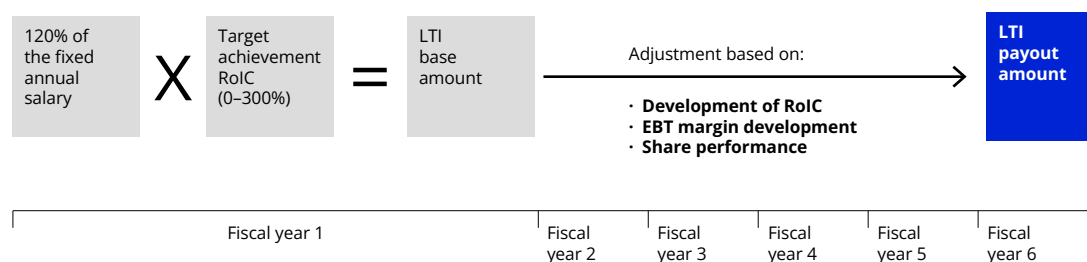 120% of
the fixed
annual
salary
X
Target
achievement
RoIC
(0–300%)
=
LTI
base
amount
Adjustment based on:
· Development of RoIC
· EBT margin development
· Share performance
LTI
payout
amount
Fiscal year 1
Fiscal
year 2
Fiscal
year 3
Fiscal
year 4
Fiscal
year 5
Fiscal
year 6